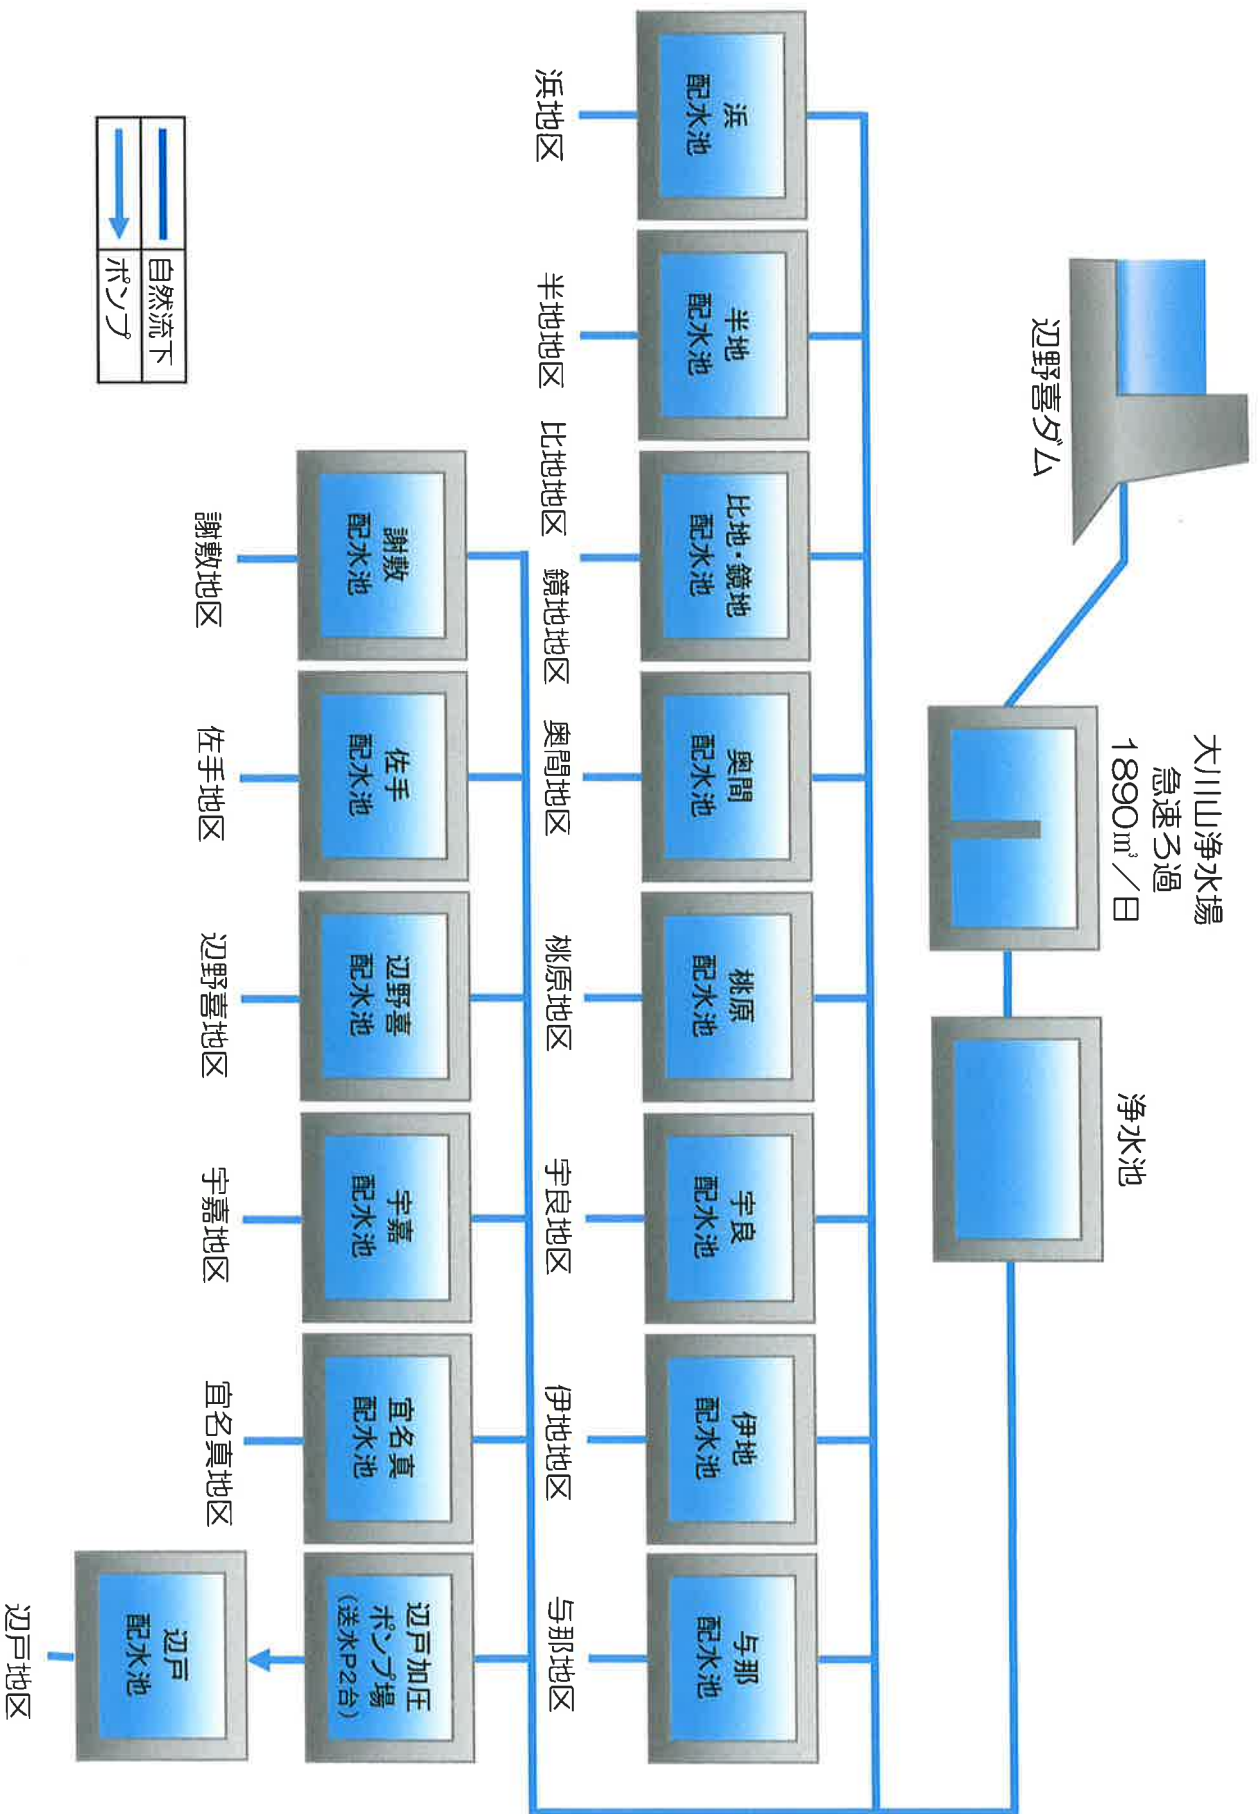 大川山浄水場
急速ろ過
1890㎥／日
浄水池
辺野喜ダム
浜
配水池
半地
配水池
比地・鏡地
配水池
奥間
配水池
桃原
配水池
宇良
配水池
伊地
配水池
与那
配水池
浜地区
半地地区
比地地区
鏡地地区
奥間地区
桃原地区
宇良地区
伊地地区
与那地区
謝敷
配水池
佐手
配水池
辺野喜
配水池
宇嘉
配水池
宜名真
配水池
辺戸加圧
ポンプ場
(送水P2台)
謝敷地区
佐手地区
辺野喜地区
宇嘉地区
宜名真地区
辺戸
配水池
辺戸地区
自然流下
ポンプ